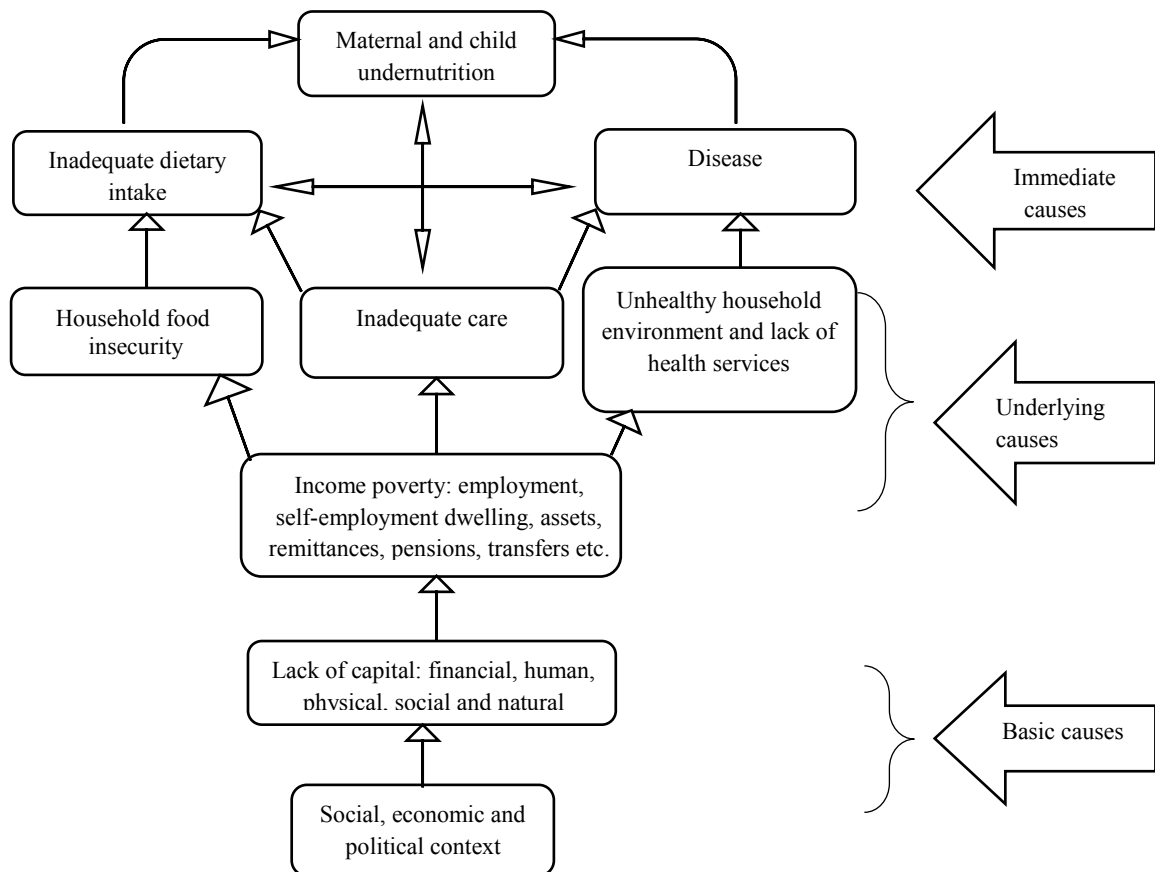 Maternal and child
undernutrition
Inadequate dietary
intake
Disease
Immediate
causes
Household food
insecurity
Inadequate care
Unhealthy household
environment and lack of
health services
Underlying
causes
Income poverty: employment,
self-employment dwelling, assets,
remittances, pensions, transfers etc.
Lack of capital: financial, human,
physical, social and natural
Basic causes
Social, economic and
political context